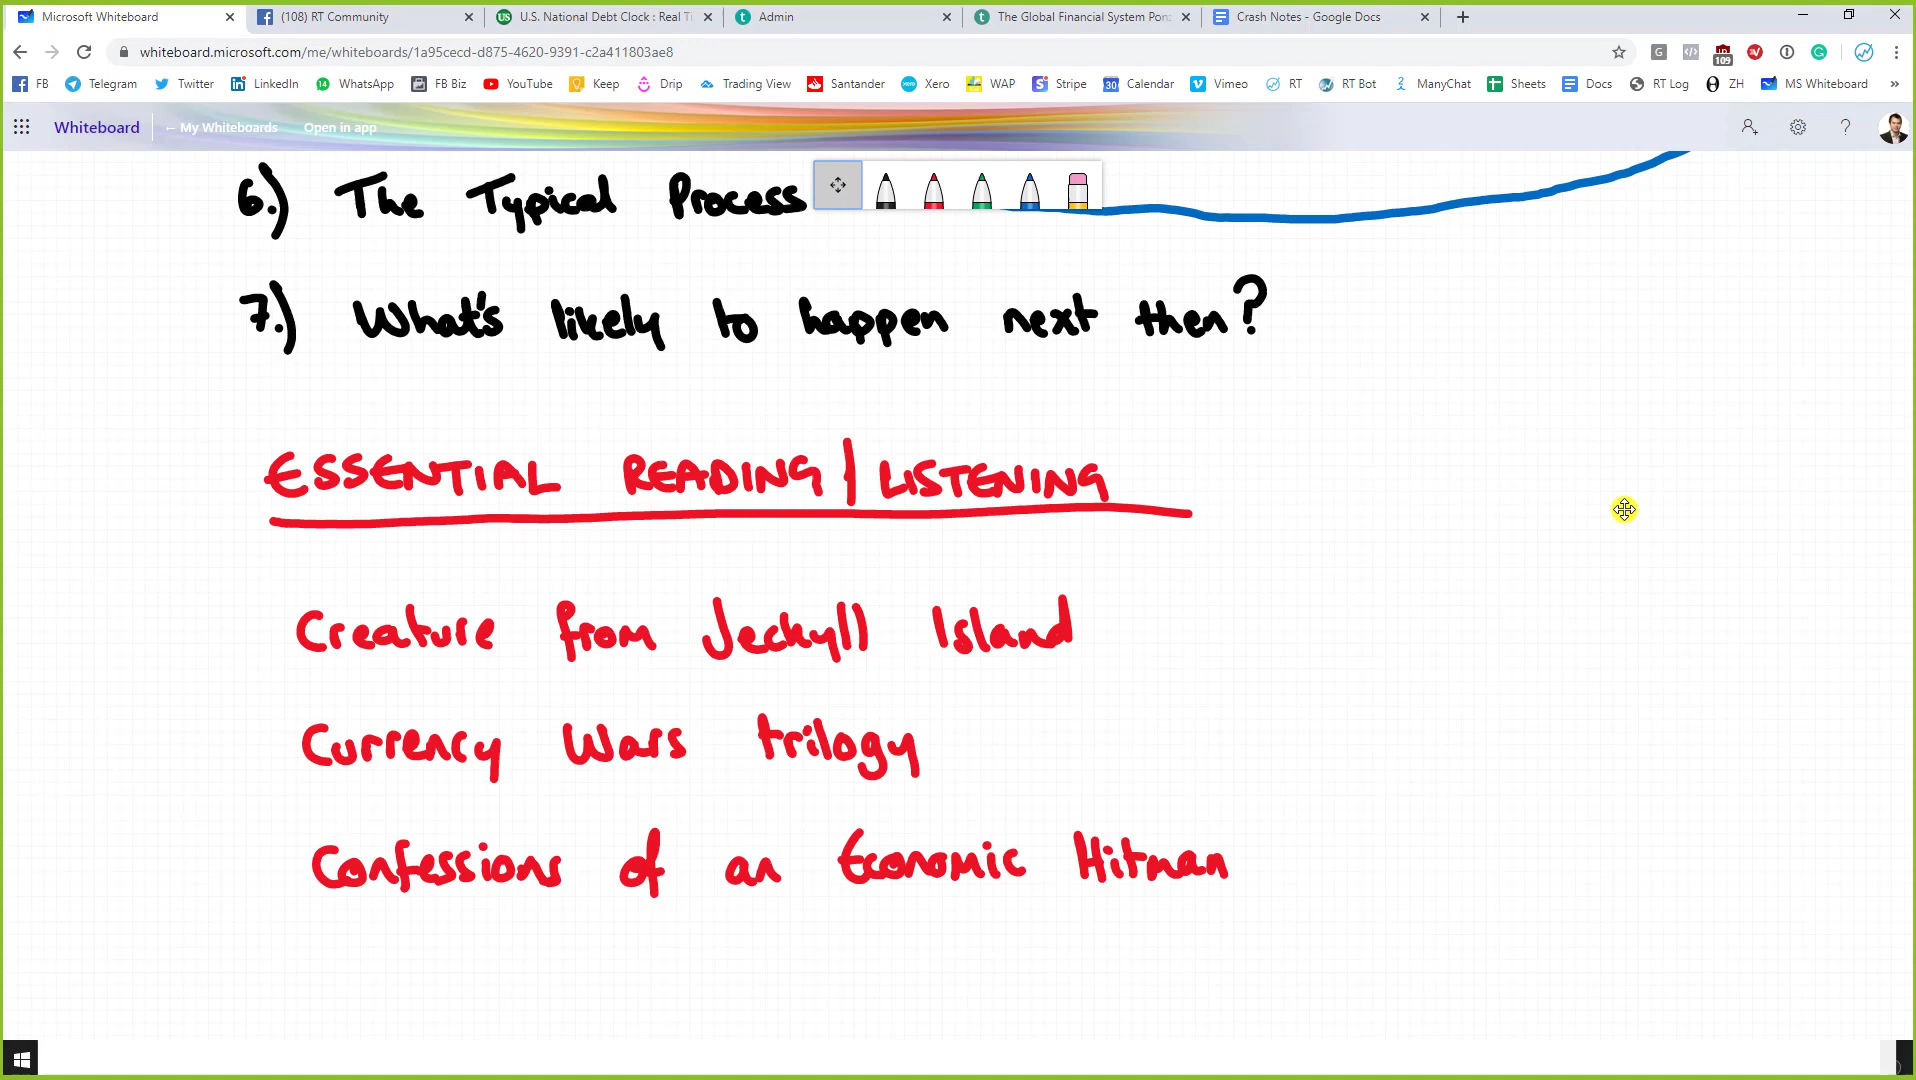 Microsoft Whiteboard
(108) RT Community
U.S. National Debt Clock : Real T
Admin
The Global Financial System Pon
Crash Notes - Google Docs
whiteboard.microsoft.com/me/whiteboards/1a95cecd-d875-4620-9391-c2a411803ae8
109
FB Telegram Twitter LinkedIn 14 WhatsApp FB Biz YouTube Keep Drip Trading View Santander xero Xero WAP Stripe 30 Calendar Vimeo RT RT Bot ManyChat Sheets Docs RT Log ZH MS Whiteboard »
Whiteboard ← My Whiteboards Open in app
6.) The Typical Process
7.) What's likely to happen next then?
ESSENTIAL READING / LISTENING
Creature from Jeckyll Island
Currency Wars trilogy
Confessions of an Economic Hitman